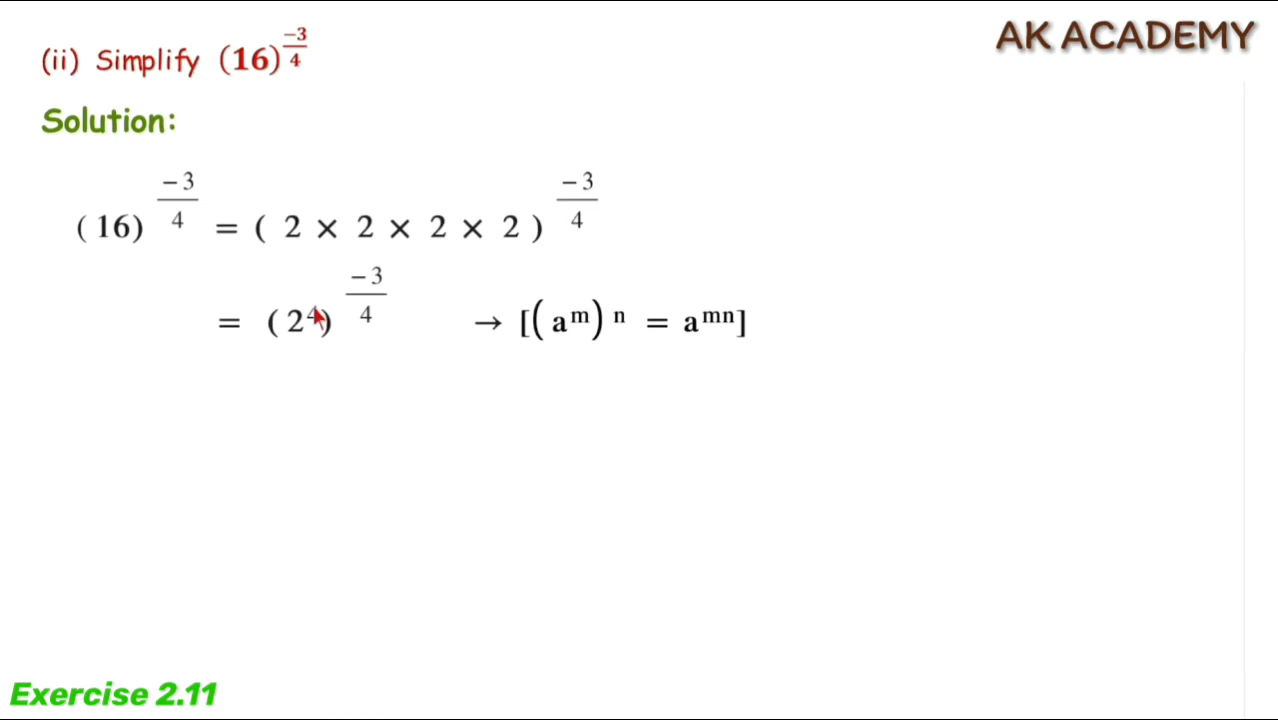 AK ACADEMY
(ii) Simplify (16)^(-3/4)
Solution:
(16)^(-3/4) = ( 2 × 2 × 2 × 2 )^(-3/4)
= (2^4)^(-3/4) → [(a^m)^n = a^mn]
Exercise 2.11